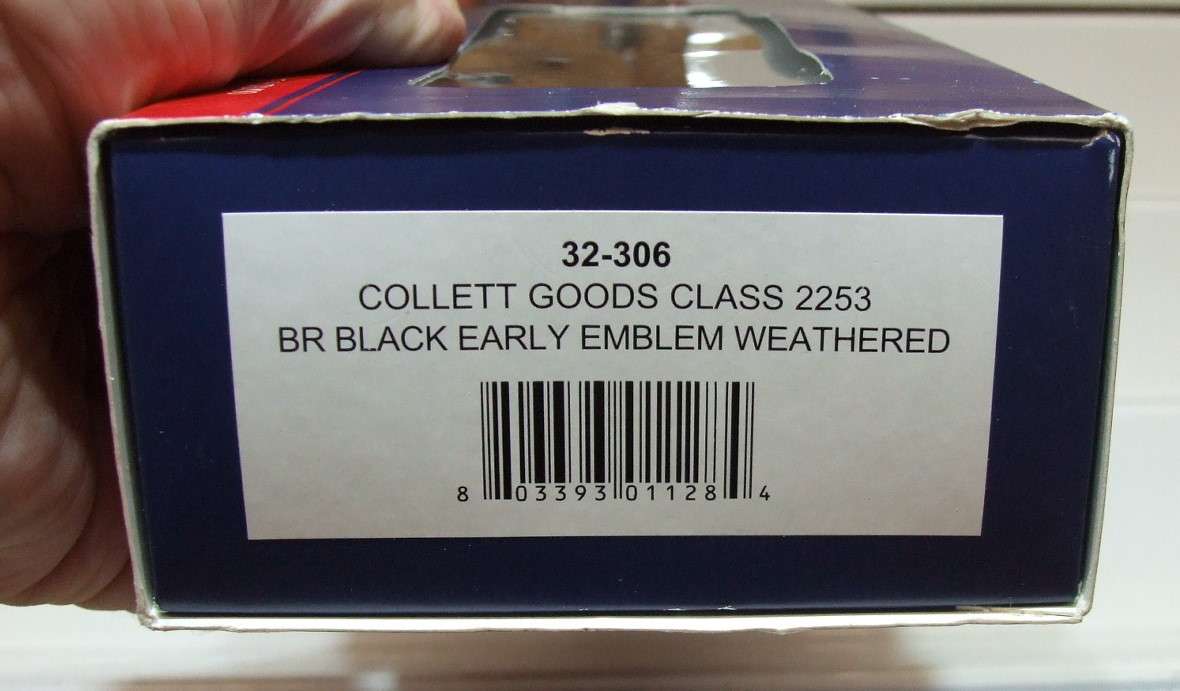 32-306
COLLETT GOODS CLASS 2253
BR BLACK EARLY EMBLEM WEATHERED
8 03393 01128 4